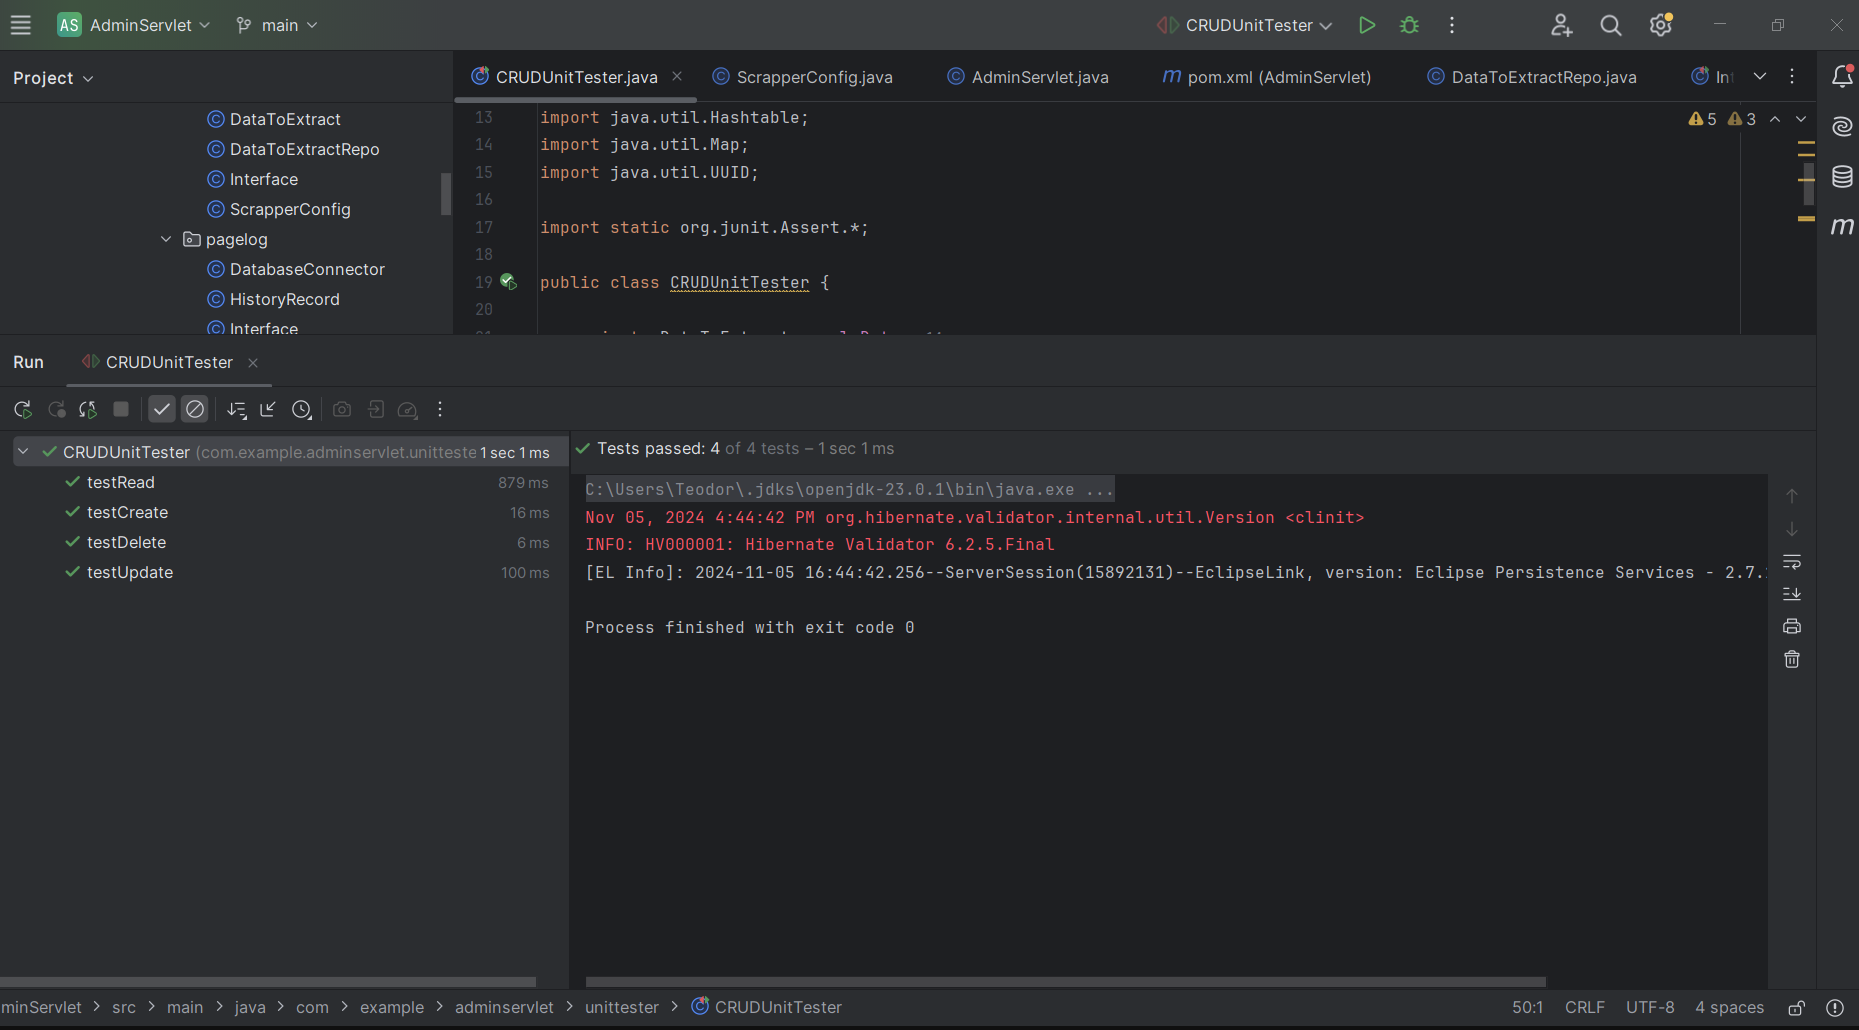 AS AdminServlet main CRUDUnitTester
Project
CRUDUnitTester.java ScrapperConfig.java AdminServlet.java m pom.xml (AdminServlet) DataToExtractRepo.java Int
DataToExtract
DataToExtractRepo
Interface
ScrapperConfig
pagelog
DatabaseConnector
HistoryRecord
Interface
13 import java.util.Hashtable;
14 import java.util.Map;
15 import java.util.UUID;
16
17 import static org.junit.Assert.*;
18
19 public class CRUDUnitTester {
20
5 3
m
Run CRUDUnitTester
CRUDUnitTester (com.example.adminservlet.unitteste 1 sec 1 ms
testRead 879 ms
testCreate 16 ms
testDelete 6 ms
testUpdate 100 ms
Tests passed: 4 of 4 tests – 1 sec 1 ms
C:\Users\Teodor\.jdks\openjdk-23.0.1\bin\java.exe ...
Nov 05, 2024 4:44:42 PM org.hibernate.validator.internal.util.Version <clinit>
INFO: HV000001: Hibernate Validator 6.2.5.Final
[EL Info]: 2024-11-05 16:44:42.256--ServerSession(15892131)--EclipseLink, version: Eclipse Persistence Services - 2.7.
Process finished with exit code 0
minServlet > src > main > java > com > example > adminservlet > unittester > CRUDUnitTester
50:1 CRLF UTF-8 4 spaces